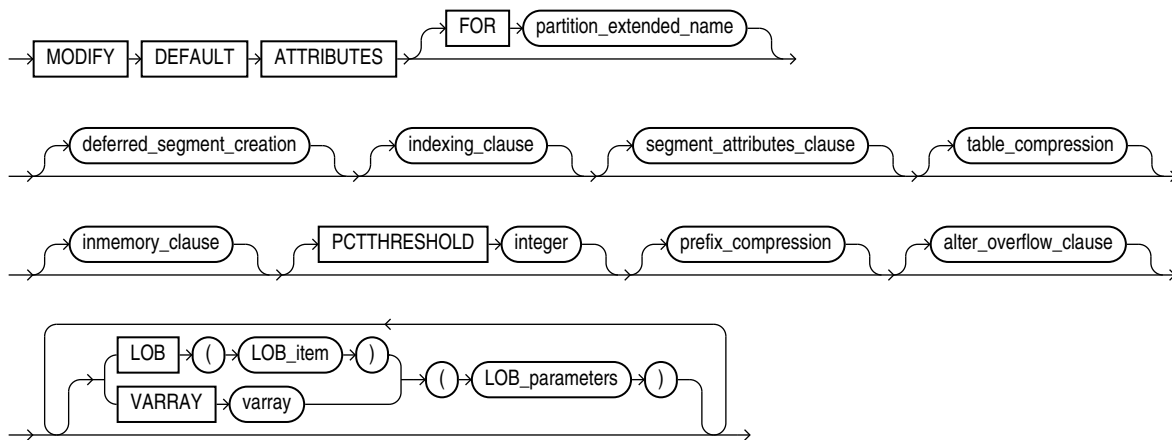 FOR partition_extended_name
MODIFY DEFAULT ATTRIBUTES
deferred_segment_creation indexing_clause segment_attributes_clause table_compression
inmemory_clause PCTTHRESHOLD integer prefix_compression alter_overflow_clause
LOB ( LOB_item )
( LOB_parameters )
VARRAY varray